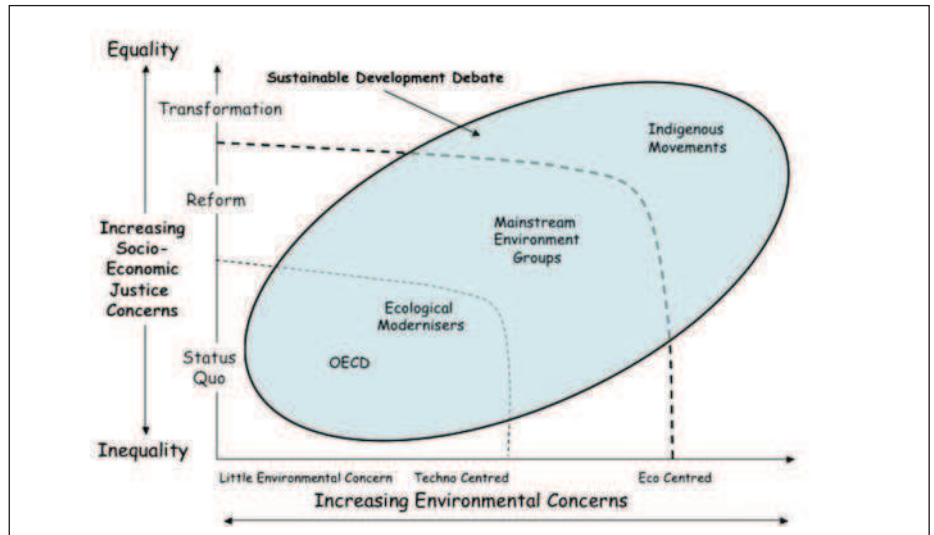 Equality
Sustainable Development Debate
Transformation
Indigenous
Movements
Reform
Mainstream
Environment
Groups
Increasing
Socio-
Economic
Justice
Concerns
Ecological
Modernisers
OECD
Status
Quo
Inequality
Little Environmental Concern
Techno Centred
Eco Centred
Increasing Environmental Concerns